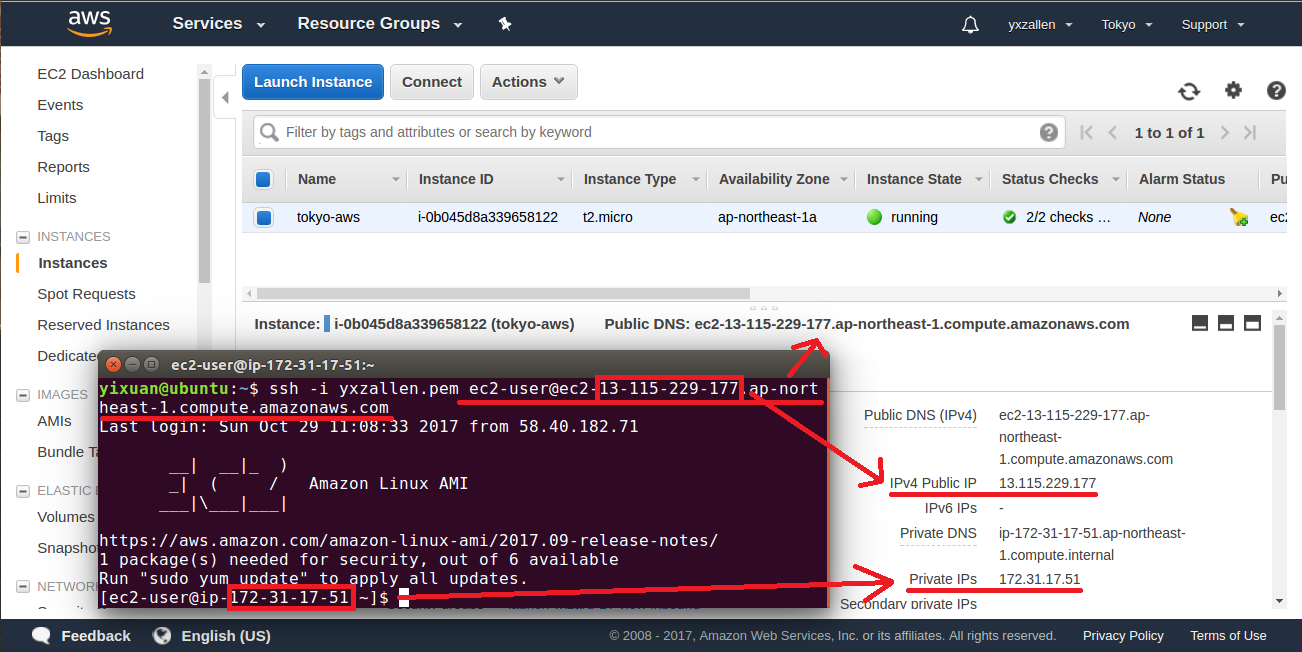 aws
Services
Resource Groups
yxzallen
Tokyo
Support
EC2 Dashboard
Events
Tags
Reports
Limits
INSTANCES
Instances
Spot Requests
Reserved Instances
Dedicate
IMAGES
AMIs
Bundle Ta
ELASTIC
Volumes
Snapsho
NETWOR
Launch Instance
Connect
Actions
Filter by tags and attributes or search by keyword
1 to 1 of 1
Name Instance ID Instance Type Availability Zone Instance State Status Checks Alarm Status Pu
tokyo-aws i-0b045d8a339658122 t2.micro ap-northeast-1a running 2/2 checks ... None ec2
Instance: i-0b045d8a339658122 (tokyo-aws) Public DNS: ec2-13-115-229-177.ap-northeast-1.compute.amazonaws.com
ec2-user@ip-172-31-17-51:~
yixuan@ubuntu:~$ ssh -i yxzallen.pem ec2-user@ec2-13-115-229-177.ap-nort
heast-1.compute.amazonaws.com
Last login: Sun Oct 29 11:08:33 2017 from 58.40.182.71
__|  __|_  )
_|  (     /   Amazon Linux AMI
___|\___|___|
https://aws.amazon.com/amazon-linux-ami/2017.09-release-notes/
1 package(s) needed for security, out of 6 available
Run "sudo yum update" to apply all updates.
[ec2-user@ip-172-31-17-51 ~]$
Public DNS (IPv4) ec2-13-115-229-177.ap-
northeast-
1.compute.amazonaws.com
IPv4 Public IP 13.115.229.177
IPv6 IPs -
Private DNS ip-172-31-17-51.ap-northeast-
1.compute.internal
Private IPs 172.31.17.51
Secondary private IPs
Feedback
English (US)
© 2008 - 2017, Amazon Web Services, Inc. or its affiliates. All rights reserved.
Privacy Policy
Terms of Use